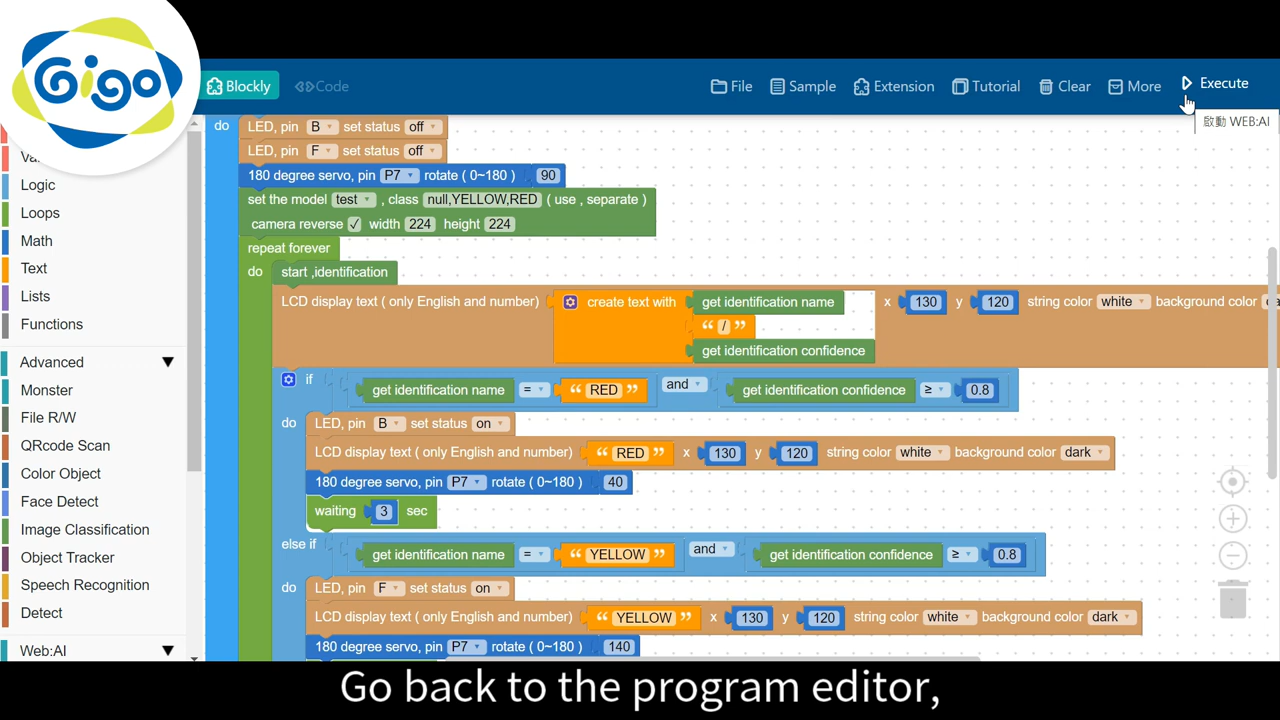 Gigo
Blockly
Code
File
Sample
Extension
Tutorial
Clear
More
Execute
啟動 WEB:AI
Logic
Loops
Math
Text
Lists
Functions
Advanced
Monster
File R/W
QRcode Scan
Color Object
Face Detect
Image Classification
Object Tracker
Speech Recognition
Detect
Web:AI
do LED, pin B set status off
LED, pin F set status off
180 degree servo, pin P7 rotate ( 0~180 ) 90
set the model test , class null,YELLOW,RED ( use , separate )
camera reverse ✓ width 224 height 224
repeat forever
do start ,identification
LCD display text ( only English and number) create text with get identification name x 130 y 120 string color white background color
“ / ”
get identification confidence
if get identification name = “ RED ” and get identification confidence ≥ 0.8
do LED, pin B set status on
LCD display text ( only English and number) “ RED ” x 130 y 120 string color white background color dark
180 degree servo, pin P7 rotate ( 0~180 ) 40
waiting 3 sec
else if get identification name = “ YELLOW ” and get identification confidence ≥ 0.8
do LED, pin F set status on
LCD display text ( only English and number) “ YELLOW ” x 130 y 120 string color white background color dark
180 degree servo, pin P7 rotate ( 0~180 ) 140
Go back to the program editor,